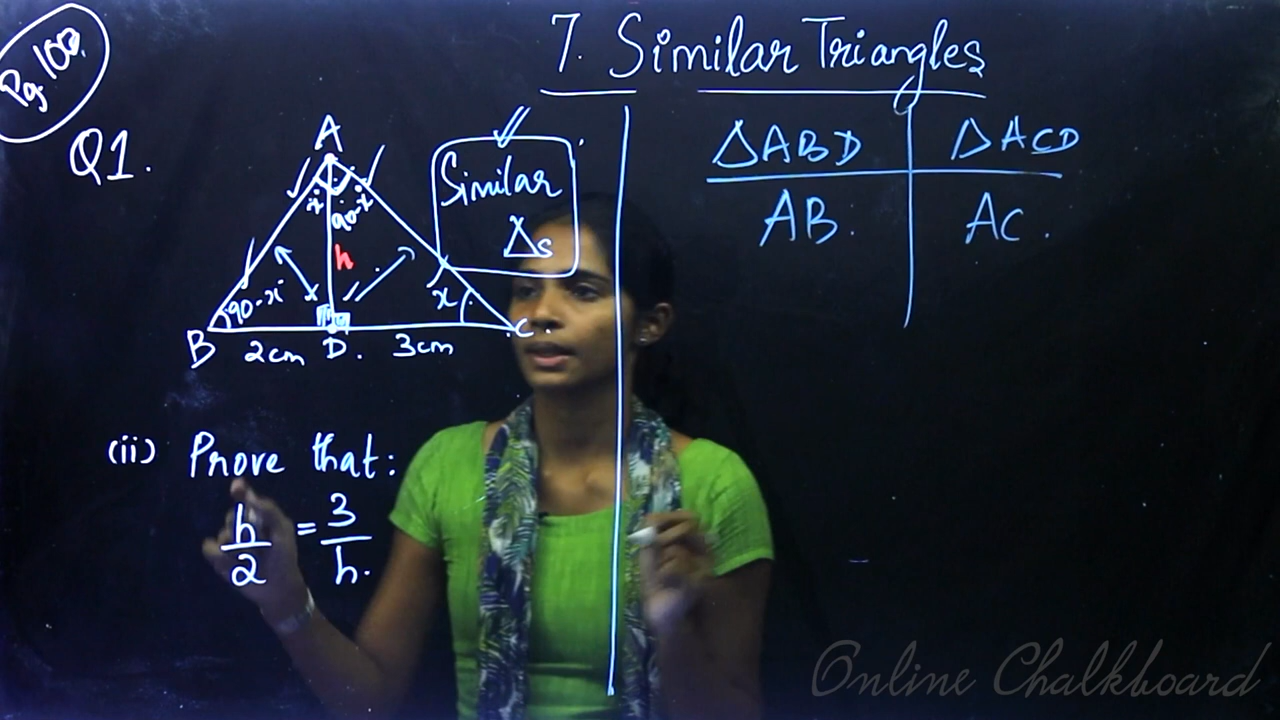 Pg 100.
7. Similar Triangles
Q1.
A
Similar
Δs
x
90-x
h
90-x
x
B 2cm D. 3cm C.
(ii) Prove that:
h/2 = 3/h.
ΔABD ΔACD
AB. AC.
Online Chalkboard